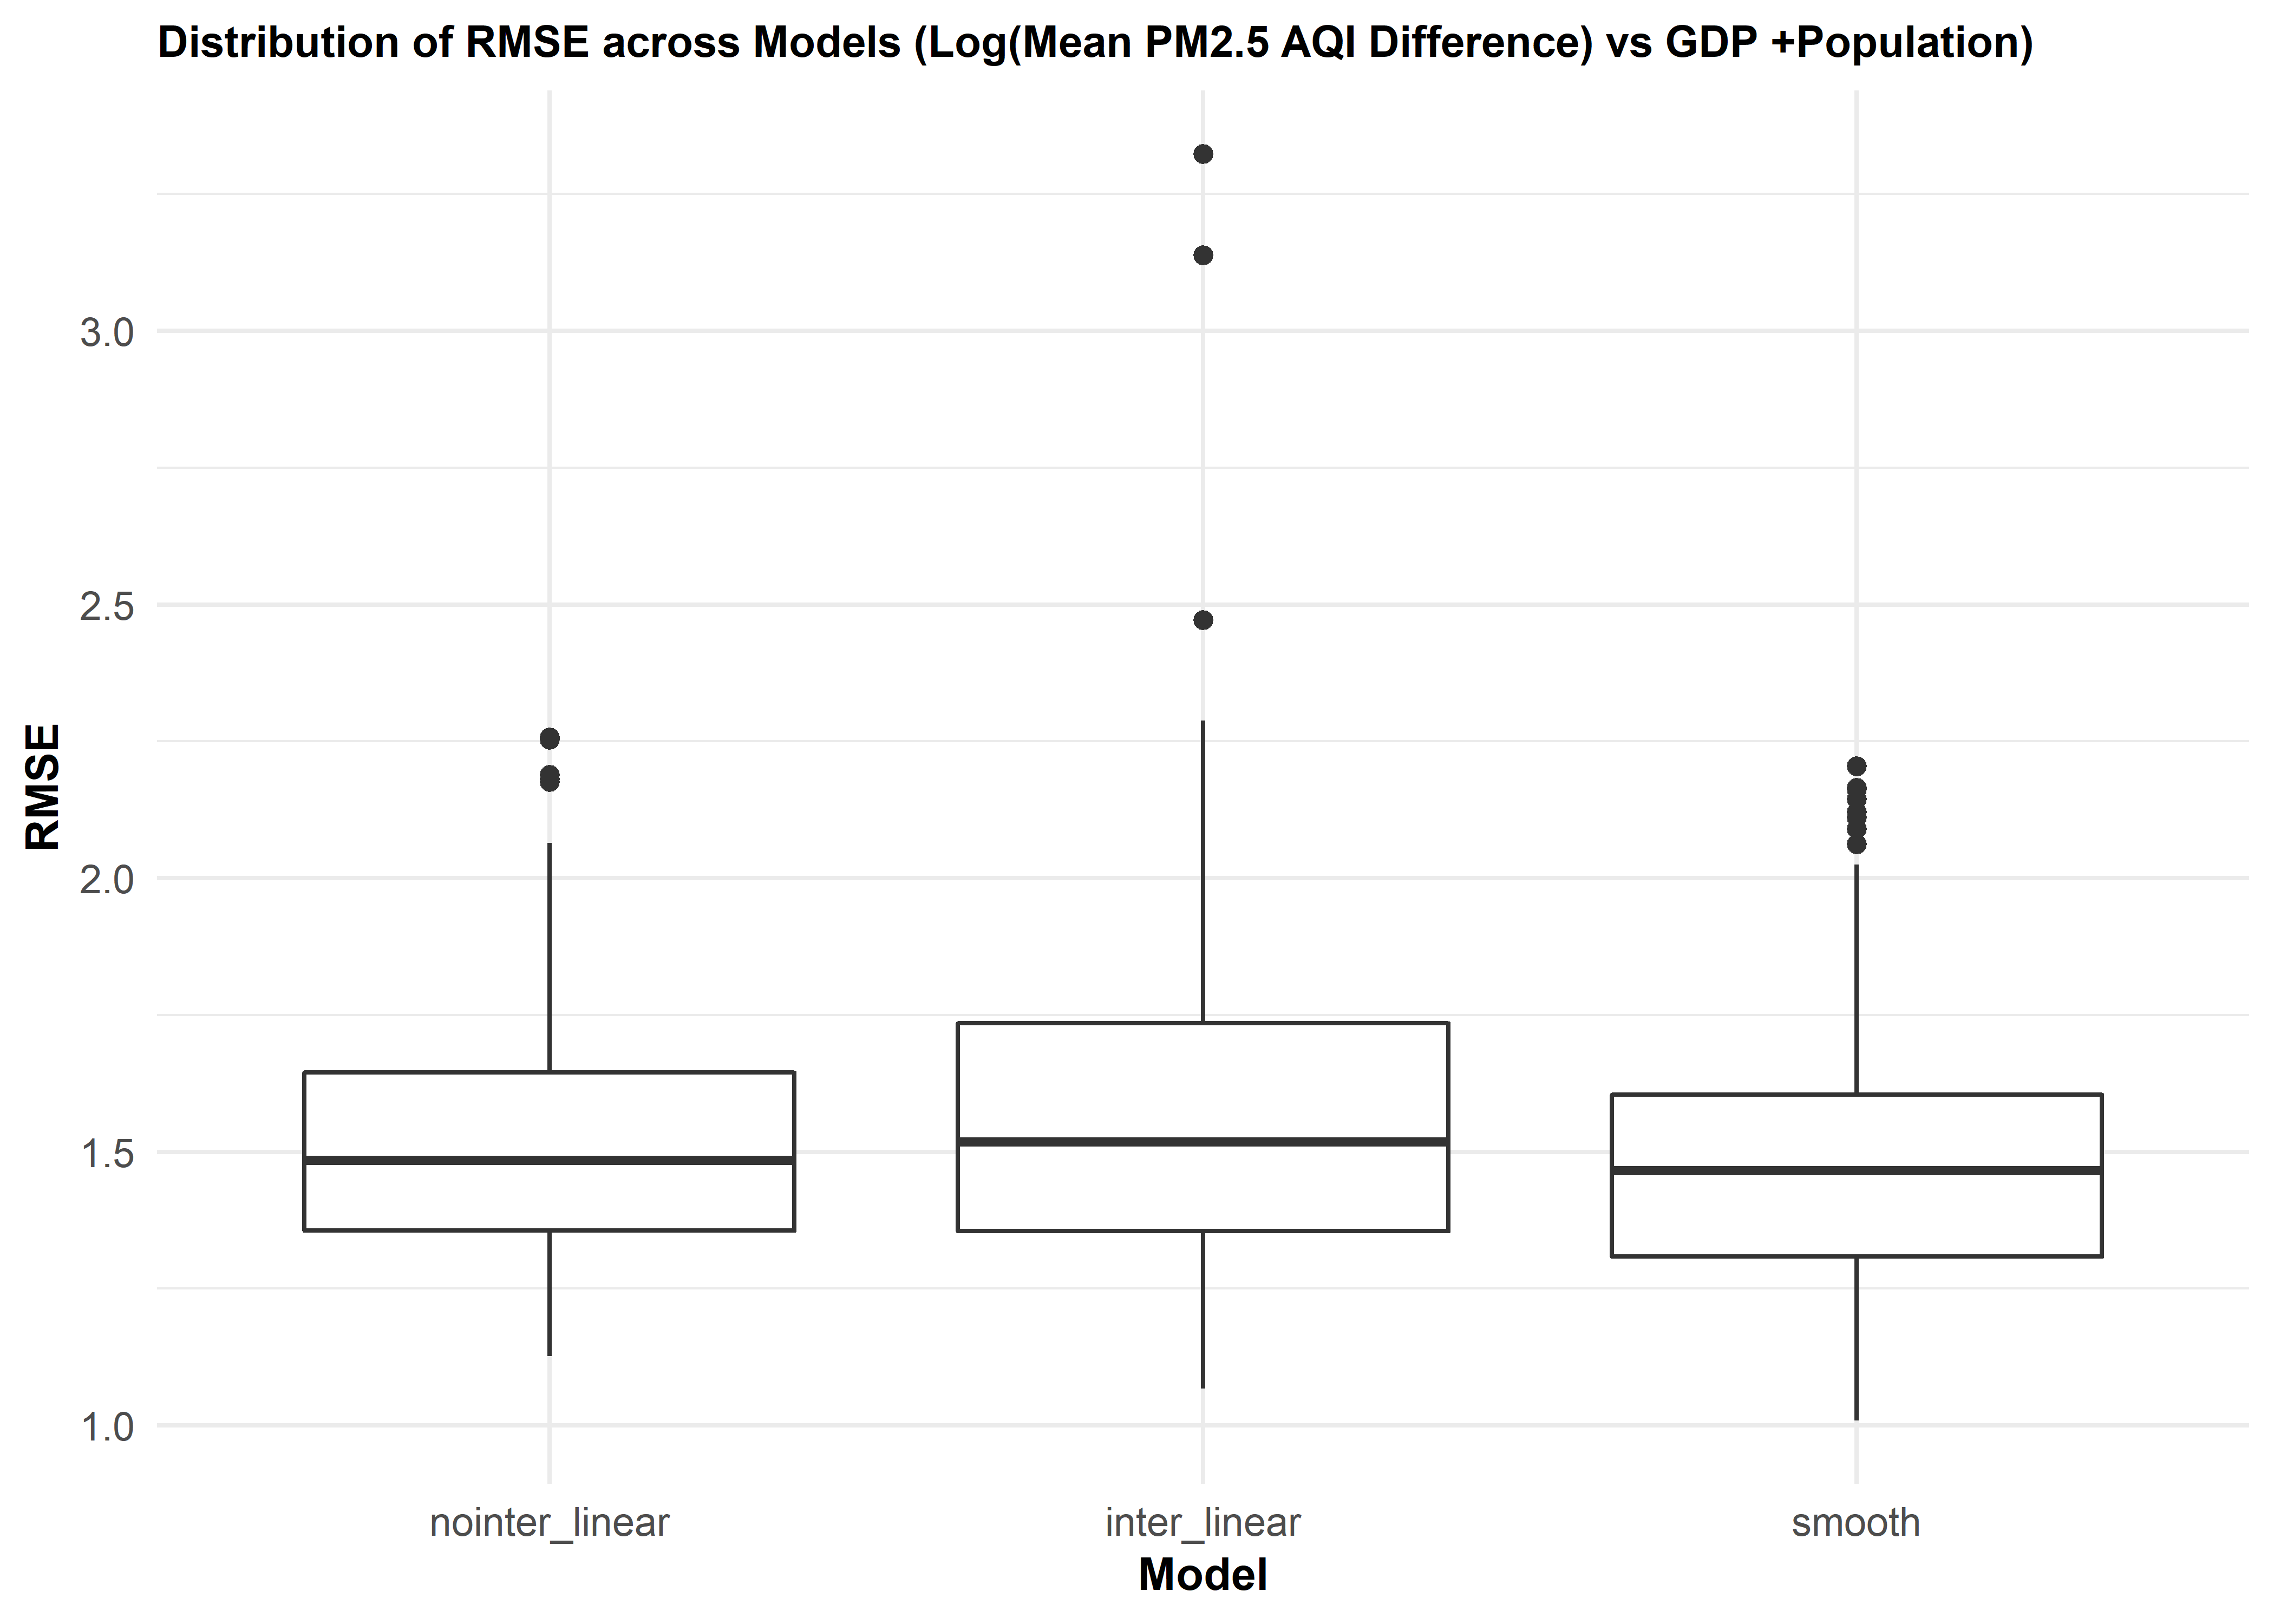 Distribution of RMSE across Models (Log(Mean PM2.5 AQI Difference) vs GDP +Population)
RMSE
3.0
2.5
2.0
1.5
1.0
nointer_linear inter_linear smooth
Model